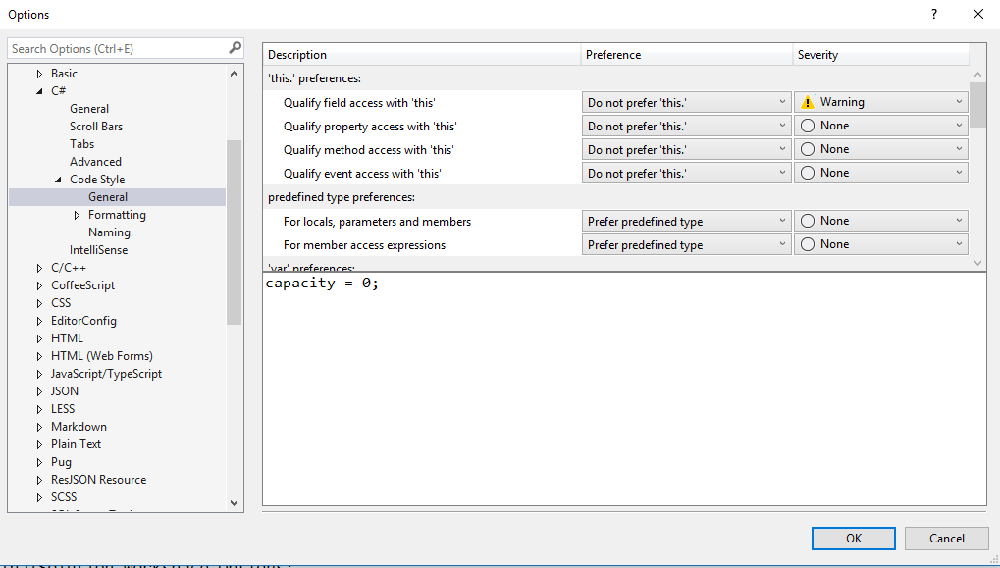 Options
?
Search Options (Ctrl+E)
Basic
C#
General
Scroll Bars
Tabs
Advanced
Code Style
General
Formatting
Naming
IntelliSense
C/C++
CoffeeScript
CSS
EditorConfig
HTML
HTML (Web Forms)
JavaScript/TypeScript
JSON
LESS
Markdown
Plain Text
Pug
ResJSON Resource
SCSS
Description Preference Severity
'this.' preferences:
Qualify field access with 'this' Do not prefer 'this.' Warning
Qualify property access with 'this' Do not prefer 'this.' None
Qualify method access with 'this' Do not prefer 'this.' None
Qualify event access with 'this' Do not prefer 'this.' None
predefined type preferences:
For locals, parameters and members Prefer predefined type None
For member access expressions Prefer predefined type None
'var' preferences:
capacity = 0;
OK Cancel